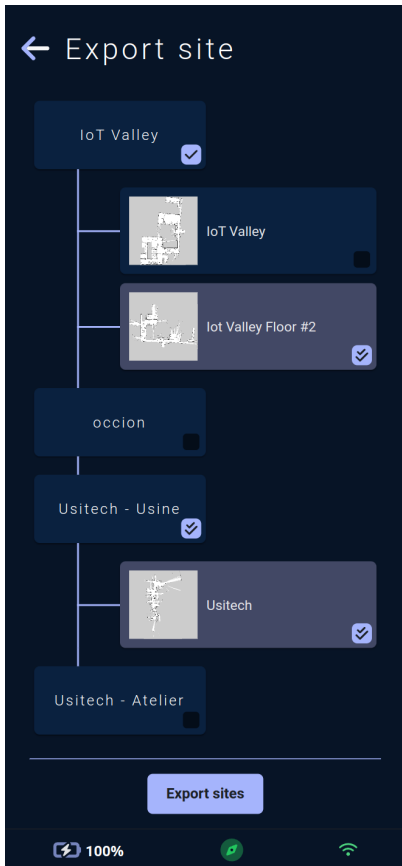 Export site
IoT Valley
IoT Valley
Iot Valley Floor #2
occion
Usitech - Usine
Usitech
Usitech - Atelier
Export sites
100%